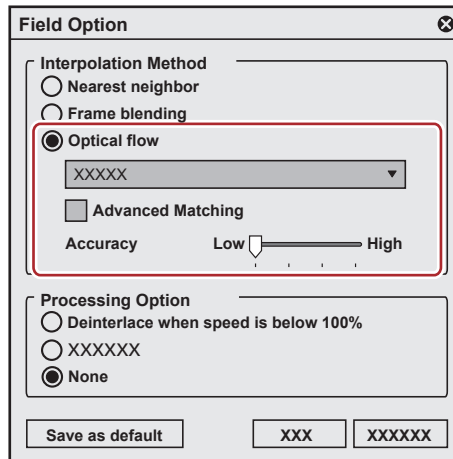 Field Option
Interpolation Method
Nearest neighbor
Frame blending
Optical flow
XXXXX
Advanced Matching
Accuracy Low High
Processing Option
Deinterlace when speed is below 100%
XXXXXX
None
Save as default XXX XXXXXX